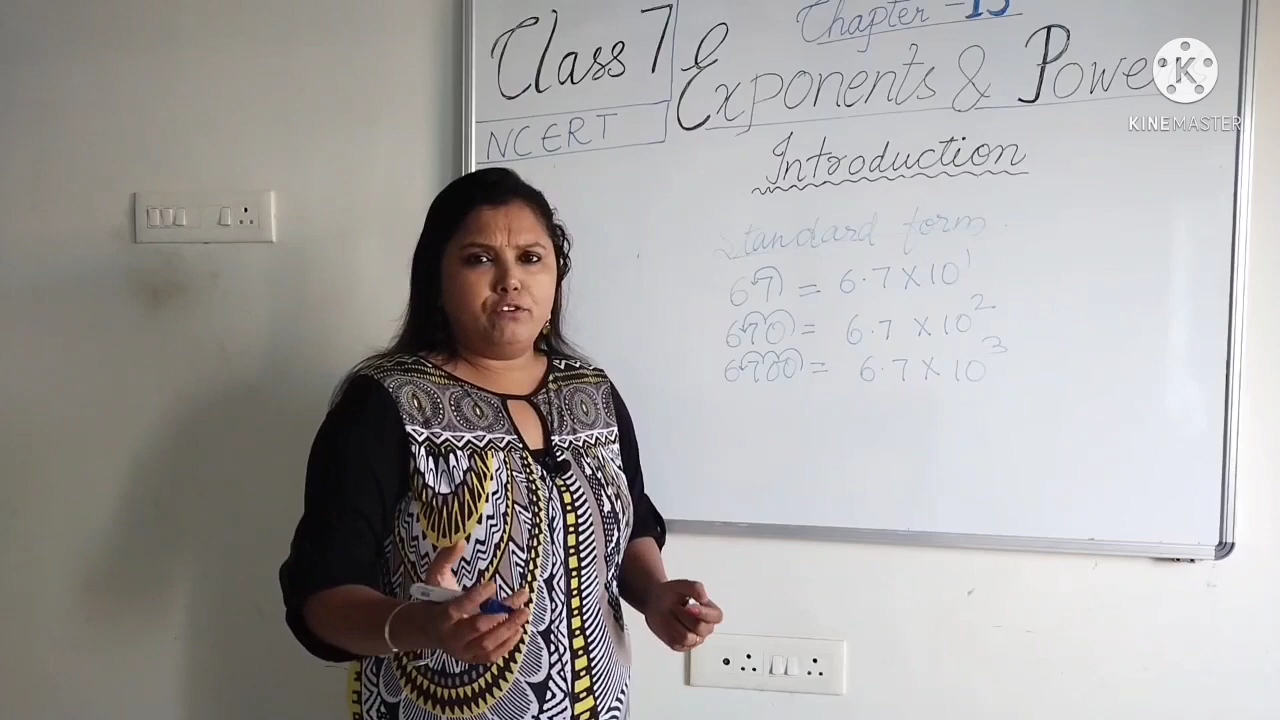 Class 7
NCERT
Chapter -13
Exponents & Power
Introduction
Standard form
67 = 6.7 X 10¹
670 = 6.7 X 10²
6700 = 6.7 X 10³
K
KINEMASTER